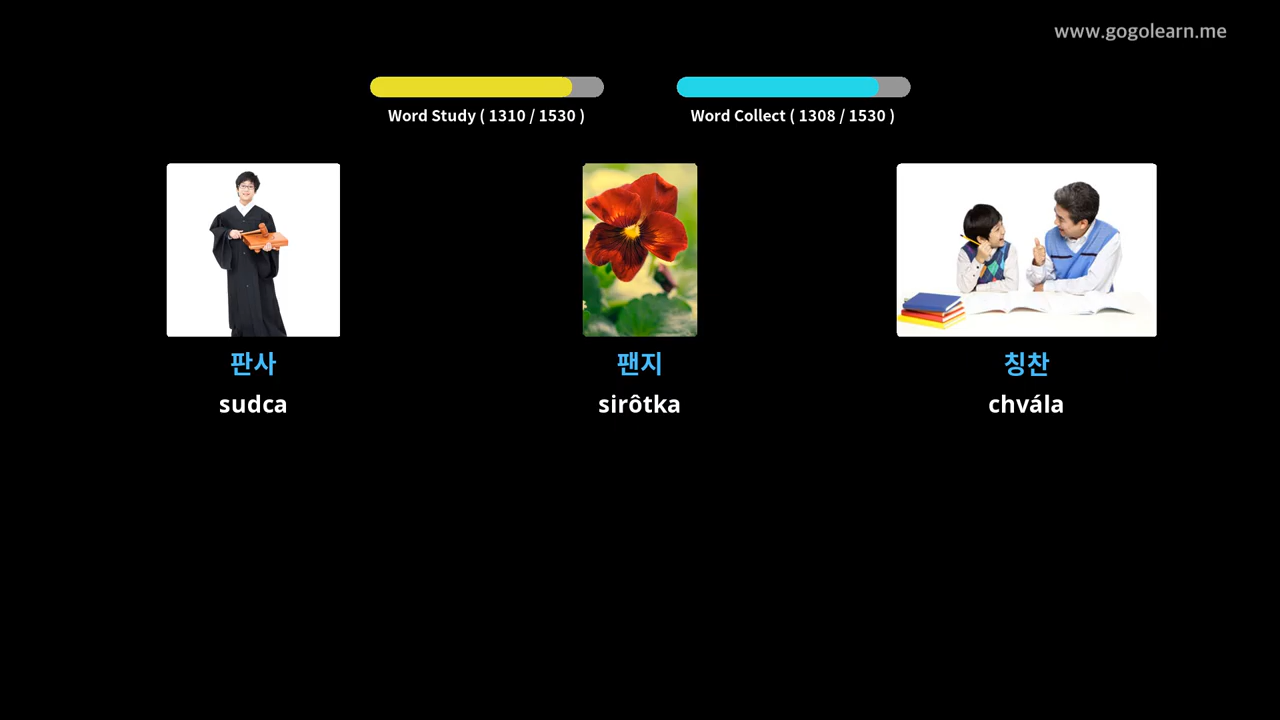 www.gogolearn.me
Word Study ( 1310 / 1530 )
Word Collect ( 1308 / 1530 )
판사
팬지
칭찬
sudca
sirôtka
chvála